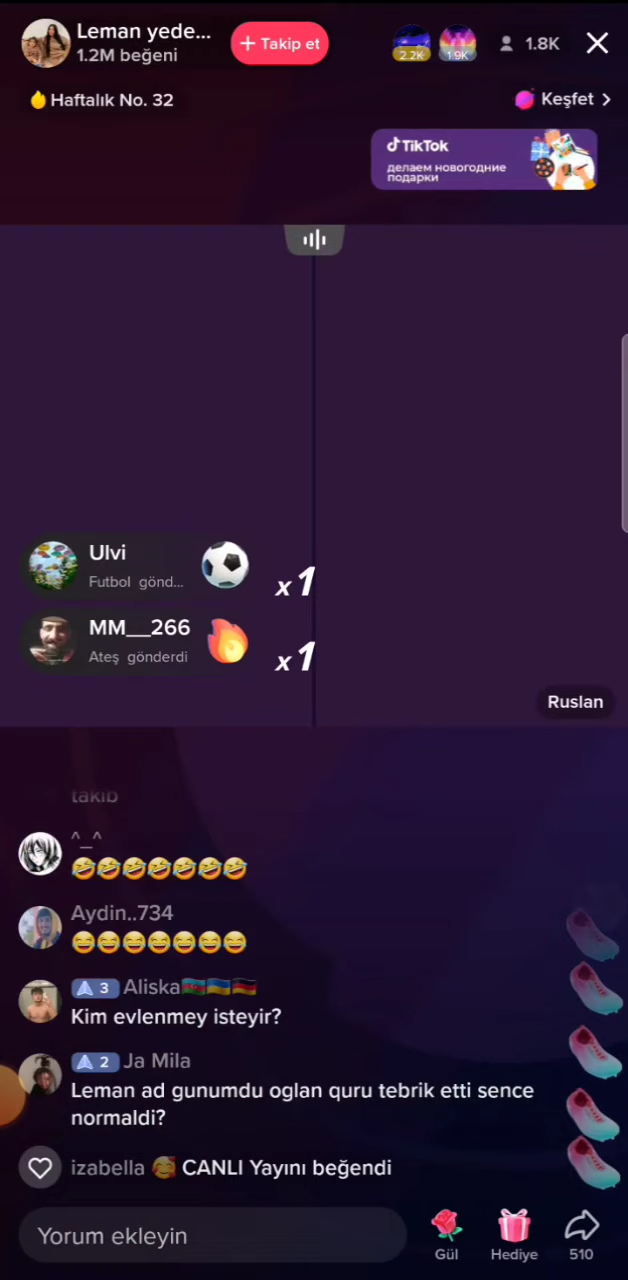 Leman yede...
1.2M beğeni
+ Takip et
2.2K
1.9K
1.8K
Haftalık No. 32
Keşfet >
TikTok
делаем новогодние
подарки
Ulvi
Futbol gönd...
x1
MM__266
Ateş gönderdi
x1
Ruslan
takib
^_^
🤣🤣🤣🤣🤣🤣🤣
Aydin..734
😂😂😂😂😂😂😂
3 Aliska🇦🇿🇺🇦🇩🇪
Kim evlenmey isteyir?
2 Ja Mila
Leman ad gunumdu oglan quru tebrik etti sence
normaldi?
izabella 🥰 CANLI Yayını beğendi
Yorum ekleyin
Gül
Hediye
510